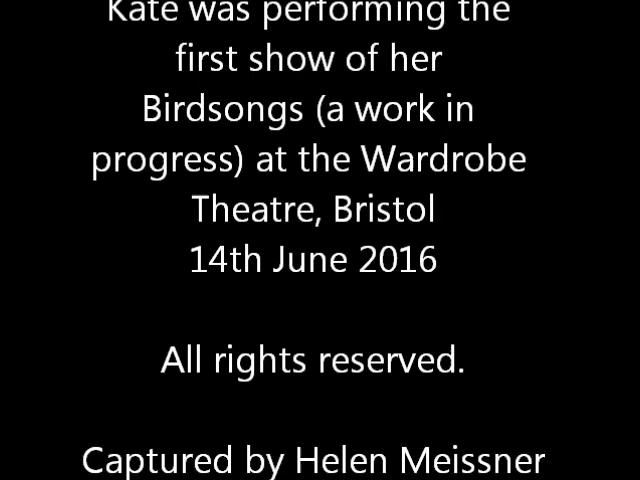 Kate was performing the
first show of her
Birdsongs (a work in
progress) at the Wardrobe
Theatre, Bristol
14th June 2016
All rights reserved.
Captured by Helen Meissner